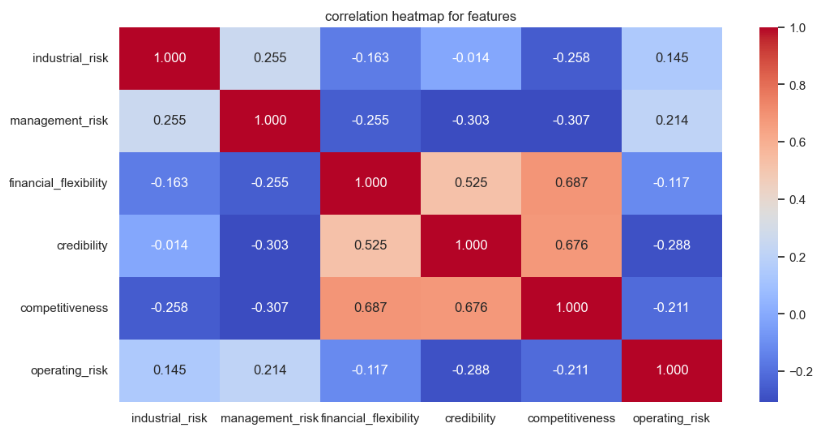 correlation heatmap for features
industrial_risk 1.000 0.255 -0.163 -0.014 -0.258 0.145
management_risk 0.255 1.000 -0.255 -0.303 -0.307 0.214
financial_flexibility -0.163 -0.255 1.000 0.525 0.687 -0.117
credibility -0.014 -0.303 0.525 1.000 0.676 -0.288
competitiveness -0.258 -0.307 0.687 0.676 1.000 -0.211
operating_risk 0.145 0.214 -0.117 -0.288 -0.211 1.000
industrial_risk management_risk financial_flexibility credibility competitiveness operating_risk
1.0
0.8
0.6
0.4
0.2
0.0
−0.2